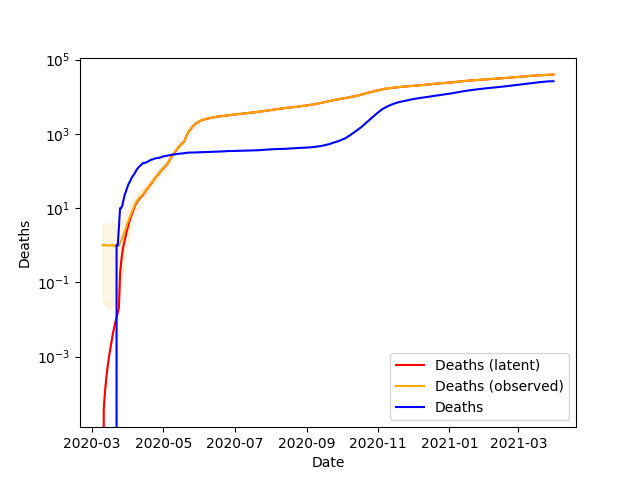 10^5
10^3
10^1
10^−1
10^−3
Deaths
2020-03 2020-05 2020-07 2020-09 2020-11 2021-01 2021-03
Date
Deaths (latent)
Deaths (observed)
Deaths